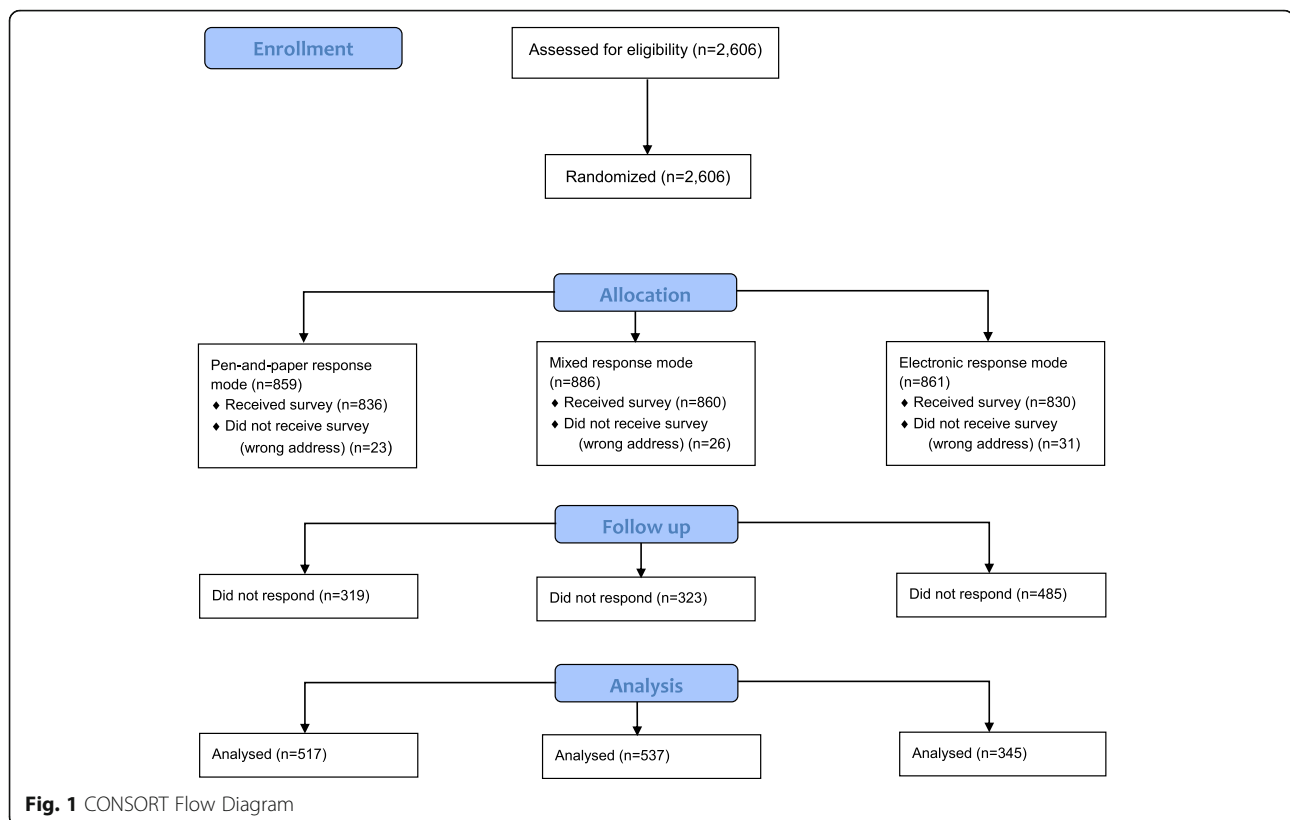 Enrollment
Assessed for eligibility (n=2,606)
Randomized (n=2,606)
Allocation
Pen-and-paper response
mode (n=859)
♦ Received survey (n=836)
♦ Did not receive survey
(wrong address) (n=23)
Mixed response mode
(n=886)
♦ Received survey (n=860)
♦ Did not receive survey
(wrong address) (n=26)
Electronic response mode
(n=861)
♦ Received survey (n=830)
♦ Did not receive survey
(wrong address) (n=31)
Follow up
Did not respond (n=319)
Did not respond (n=323)
Did not respond (n=485)
Analysis
Analysed (n=517)
Analysed (n=537)
Analysed (n=345)
Fig. 1 CONSORT Flow Diagram